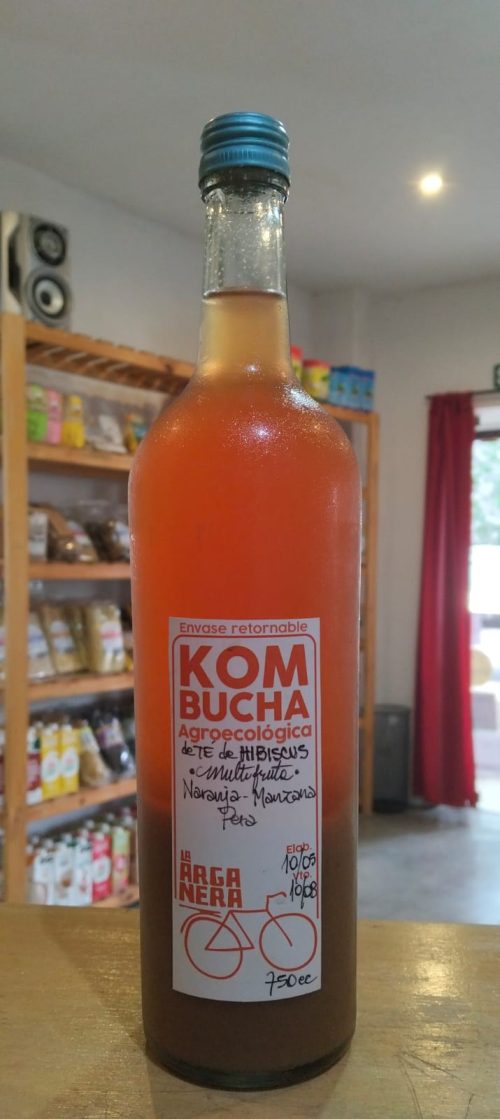 Envase retornable
KOM
BUCHA
Agroecológica
de TÉ de HIBISCUS
• Multifruta •
Naranja - Manzana
Pera
Elab.
10/05
Vto.
10/08
LA
ARGA
NERA
750cc